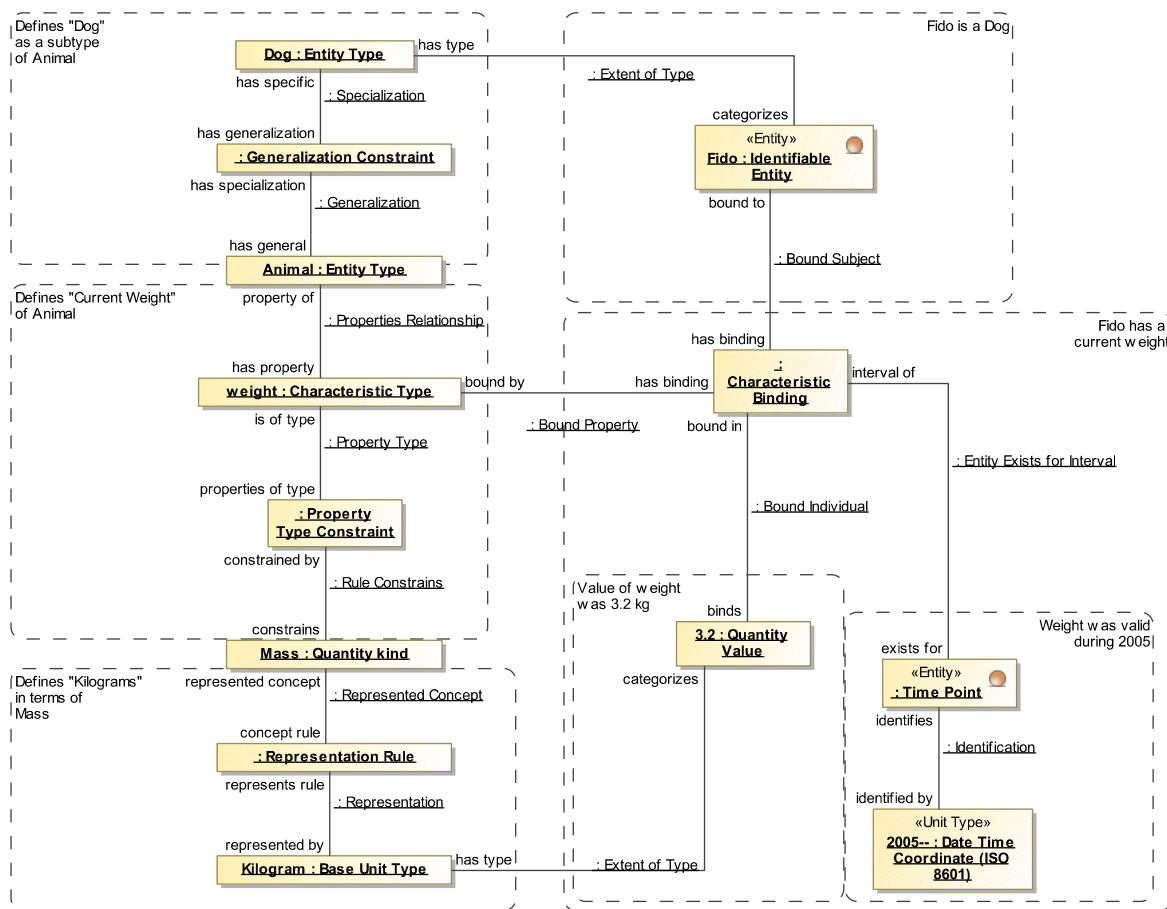 Defines "Dog"
as a subtype
of Animal
Dog : Entity Type
has type
has specific
: Specialization
has generalization
: Generalization Constraint
has specialization
: Generalization
has general
Animal : Entity Type
Fido is a Dog
: Extent of Type
categorizes
«Entity»
Fido : Identifiable
Entity
bound to
: Bound Subject
Defines "Current Weight"
of Animal
property of
: Properties Relationship
has property
weight : Characteristic Type
bound by
is of type
: Property Type
properties of type
: Property
Type Constraint
constrained by
: Rule Constrains
constrains
Mass : Quantity kind
: Bound Property
Fido has a
current weight
has binding
has binding
:
Characteristic
Binding
interval of
bound in
: Entity Exists for Interval
: Bound Individual
Value of weight
was 3.2 kg
binds
3.2 : Quantity
Value
categorizes
Weight was valid
during 2005
exists for
«Entity»
: Time Point
identifies
: Identification
identified by
«Unit Type»
2005-- : Date Time
Coordinate (ISO
8601)
Defines "Kilograms"
in terms of
Mass
represented concept
: Represented Concept
concept rule
: Representation Rule
represents rule
: Representation
represented by
Kilogram : Base Unit Type
has type
: Extent of Type